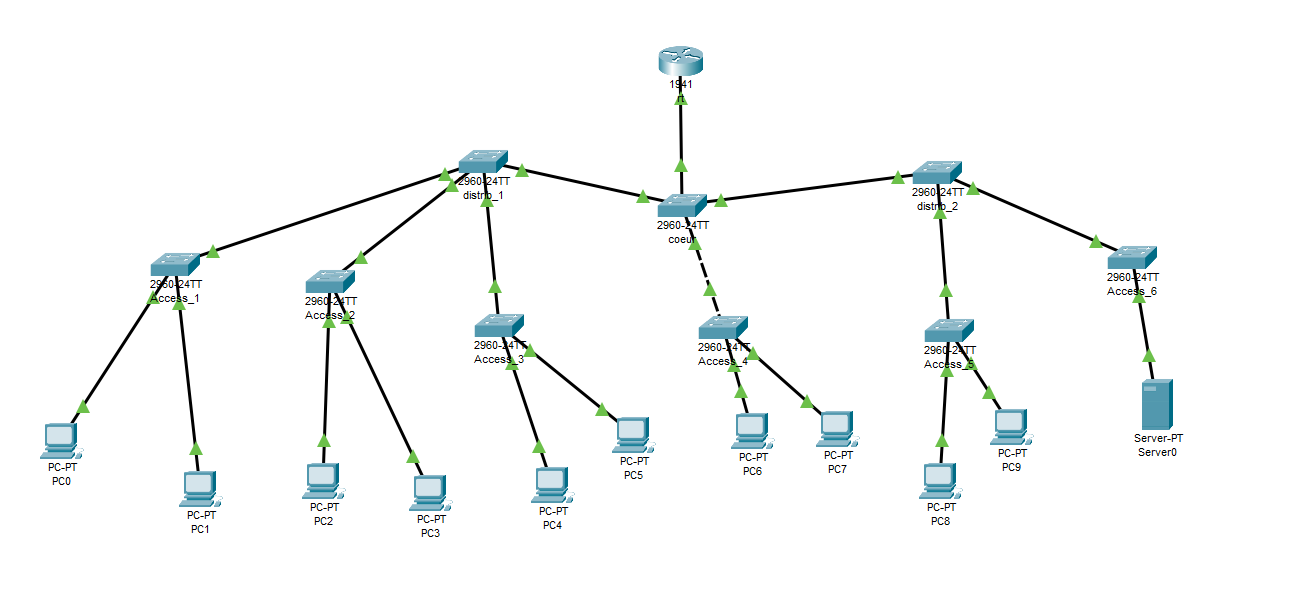 1941
rt
2960-24TT
distrib_1
2960-24TT
distrib_2
2960-24TT
coeur
2960-24TT
Access_1
2960-24TT
Access_2
2960-24TT
Access_3
2960-24TT
Access_4
2960-24TT
Access_5
2960-24TT
Access_6
PC-PT
PC0
PC-PT
PC1
PC-PT
PC2
PC-PT
PC3
PC-PT
PC4
PC-PT
PC5
PC-PT
PC6
PC-PT
PC7
PC-PT
PC8
PC-PT
PC9
Server-PT
Server0